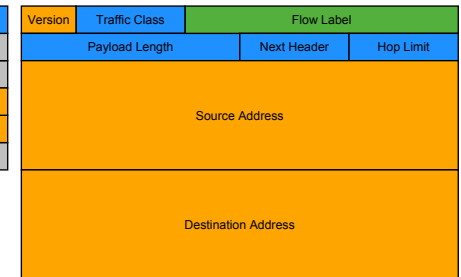 Version Traffic Class Flow Label
Payload Length Next Header Hop Limit
Source Address
Destination Address